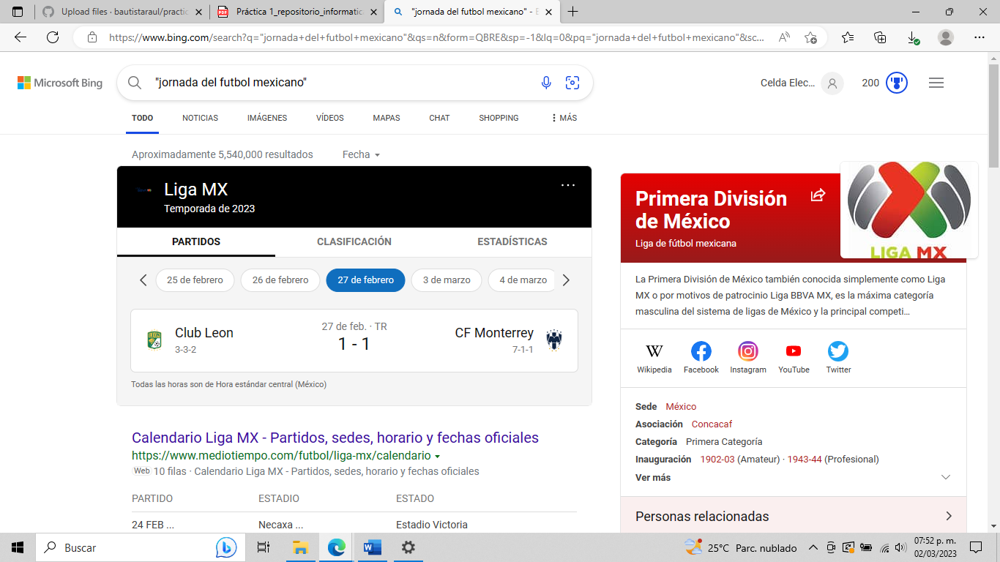 Upload files · bautistaraul/practic
Práctica 1_repositorio_informatic
"jornada del futbol mexicano" - B
https://www.bing.com/search?q="jornada+del+futbol+mexicano"&qs=n&form=QBRE&sp=-1&lq=0&pq="jornada+del+futbol+mexicano"&sc...
Microsoft Bing
"jornada del futbol mexicano"
Celda Elec...
200
TODO
NOTICIAS
IMÁGENES
VÍDEOS
MAPAS
CHAT
SHOPPING
MÁS
Aproximadamente 5,540,000 resultados
Fecha
Liga MX
Temporada de 2023
PARTIDOS
CLASIFICACIÓN
ESTADÍSTICAS
25 de febrero
26 de febrero
27 de febrero
3 de marzo
4 de marzo
Club Leon
3-3-2
27 de feb. · TR
1 - 1
CF Monterrey
7-1-1
Todas las horas son de Hora estándar central (México)
Calendario Liga MX - Partidos, sedes, horario y fechas oficiales
https://www.mediotiempo.com/futbol/liga-mx/calendario
Web 10 filas · Calendario Liga MX - Partidos, sedes, horario y fechas oficiales
PARTIDO
ESTADIO
ESTADO
24 FEB ...
Necaxa ...
Estadio Victoria
Primera División
de México
Liga de fútbol mexicana
LIGA MX
La Primera División de México también conocida simplemente como Liga
MX o por motivos de patrocinio Liga BBVA MX, es la máxima categoría
masculina del sistema de ligas de México y la principal competi...
Wikipedia
Facebook
Instagram
YouTube
Twitter
Sede México
Asociación Concacaf
Categoría Primera Categoría
Inauguración 1902-03 (Amateur) · 1943-44 (Profesional)
Ver más
Personas relacionadas
Buscar
25°C Parc. nublado
07:52 p. m.
02/03/2023